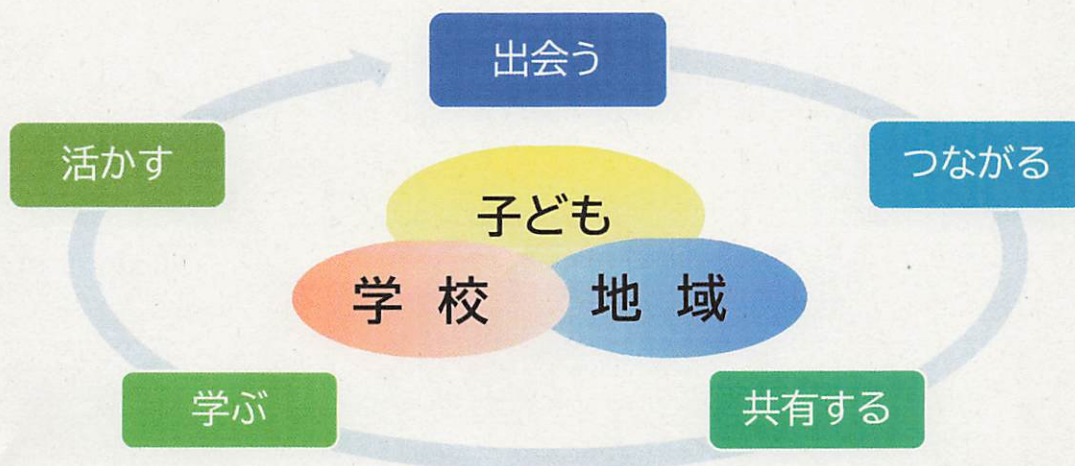 出会う
活かす
つながる
子ども
学校
地域
学ぶ
共有する